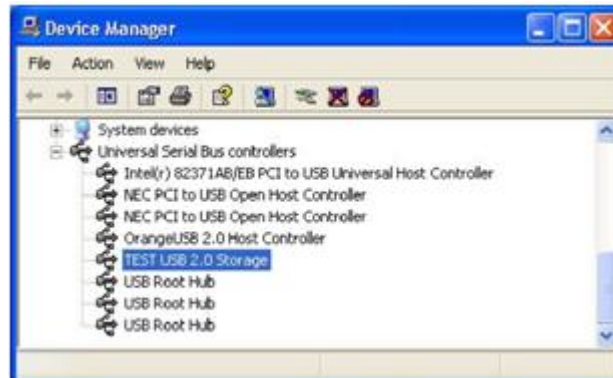 Device Manager
File Action View Help
System devices
Universal Serial Bus controllers
Intel(r) 82371AB/EB PCI to USB Universal Host Controller
NEC PCI to USB Open Host Controller
NEC PCI to USB Open Host Controller
OrangeUSB 2.0 Host Controller
TEST USB 2.0 Storage
USB Root Hub
USB Root Hub
USB Root Hub